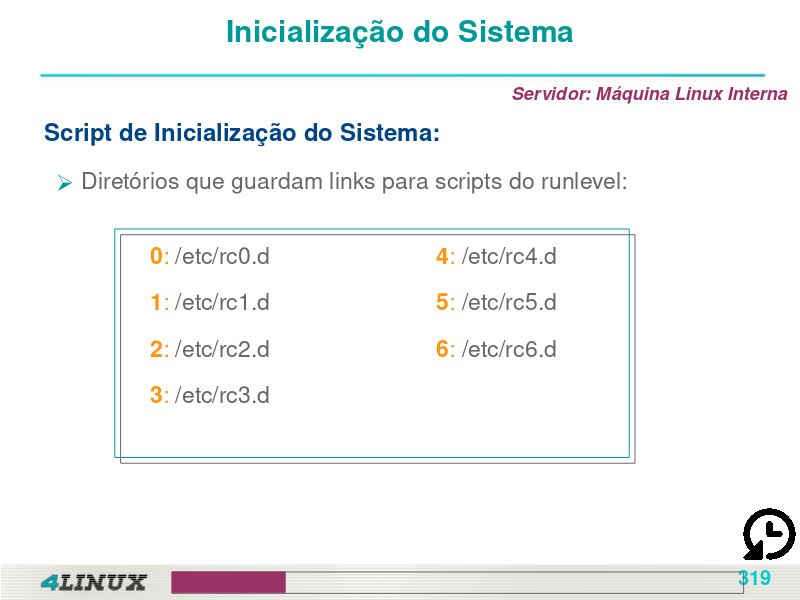 Inicialização do Sistema
Servidor: Máquina Linux Interna
Script de Inicialização do Sistema:
Diretórios que guardam links para scripts do runlevel:
0: /etc/rc0.d
1: /etc/rc1.d
2: /etc/rc2.d
3: /etc/rc3.d
4: /etc/rc4.d
5: /etc/rc5.d
6: /etc/rc6.d
4LINUX
319